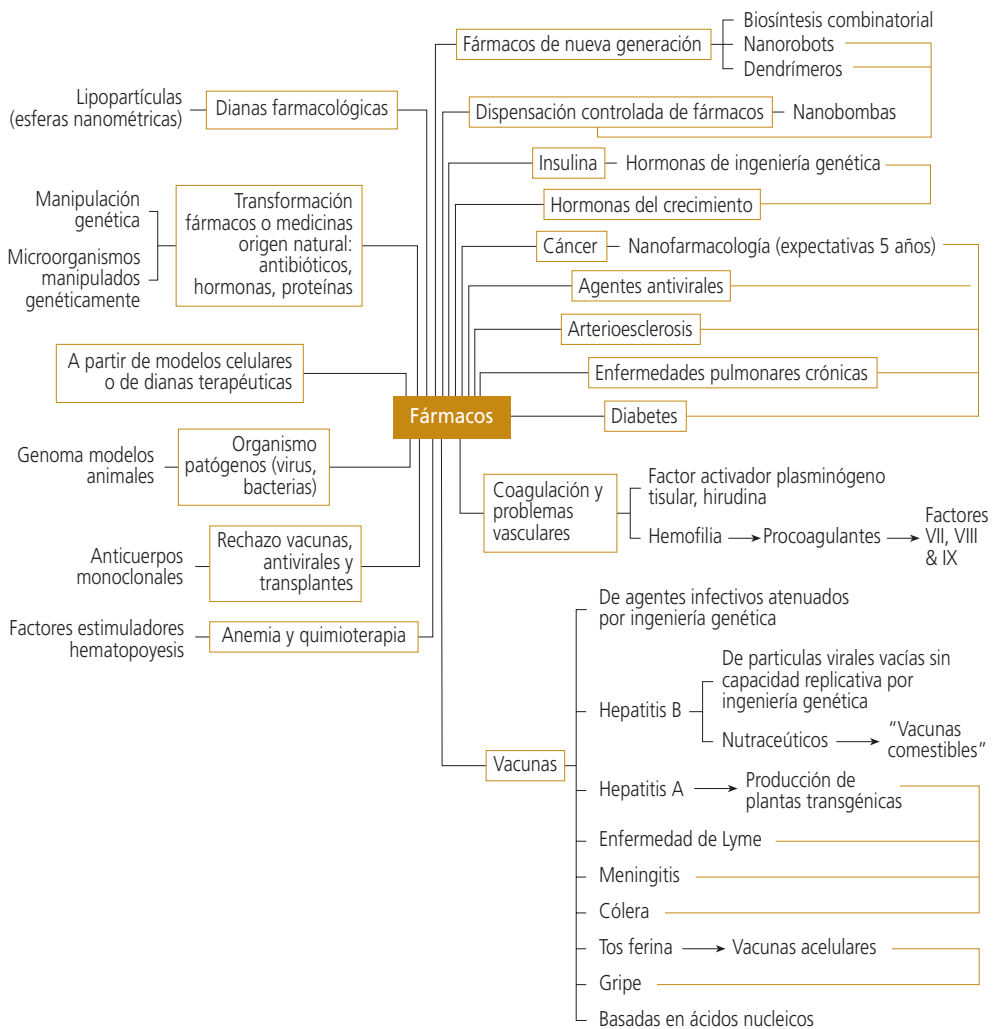 Biosíntesis combinatorial
Fármacos de nueva generación
Nanorobots
Dendrímeros
Lipopartículas
(esferas nanométricas)
Dianas farmacológicas
Dispensación controlada de fármacos
Nanobombas
Insulina
Hormonas de ingeniería genética
Hormonas del crecimiento
Manipulación
genética
Microorganismos
manipulados
genéticamente
Transformación
fármacos o medicinas
origen natural:
antibióticos,
hormonas, proteínas
Cáncer
Nanofarmacología (expectativas 5 años)
Agentes antivirales
Arterioesclerosis
A partir de modelos celulares
o de dianas terapéuticas
Enfermedades pulmonares crónicas
Fármacos
Diabetes
Genoma modelos
animales
Organismo
patógenos (virus,
bacterias)
Coagulación y
problemas
vasculares
Factor activador plasminógeno
tisular, hirudina
Hemofilia
Procoagulantes
Factores
VII, VIII
& IX
Anticuerpos
monoclonales
Rechazo vacunas,
antivirales y
transplantes
Factores estimuladores
hematopoyesis
Anemia y quimioterapia
Vacunas
De agentes infectivos atenuados
por ingeniería genética
Hepatitis B
De particulas virales vacías sin
capacidad replicativa por
ingeniería genética
Nutraceúticos
“Vacunas
comestibles”
Hepatitis A
Producción de
plantas transgénicas
Enfermedad de Lyme
Meningitis
Cólera
Tos ferina
Vacunas acelulares
Gripe
Basadas en ácidos nucleicos